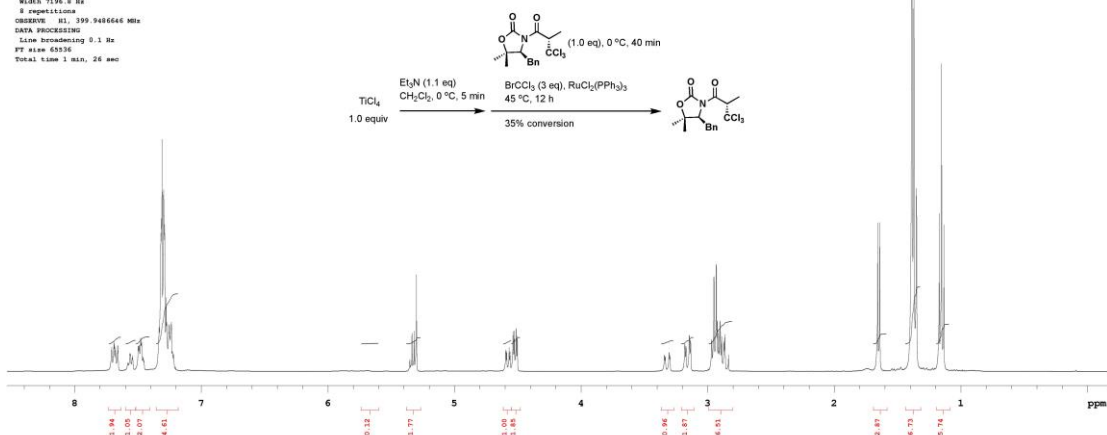 Width 7196.8 Hz
8 repetitions
OBSERVE H1, 399.9486646 MHz
DATA PROCESSING
Line broadening 0.1 Hz
FT size 65536
Total time 1 min, 26 sec
O
O
N
O
CCl3
Bn
(1.0 eq), 0 ºC, 40 min
TiCl4
1.0 equiv
Et3N (1.1 eq)
CH2Cl2, 0 ºC, 5 min
BrCCl3 (3 eq), RuCl2(PPh3)3
45 ºC, 12 h
35% conversion
O
O
N
O
CCl3
Bn
8 7 6 5 4 3 2 1 ppm
1.94
1.05
2.07
4.61
0.12
1.77
1.00
1.85
0.96
1.87
6.51
2.87
6.73
5.74